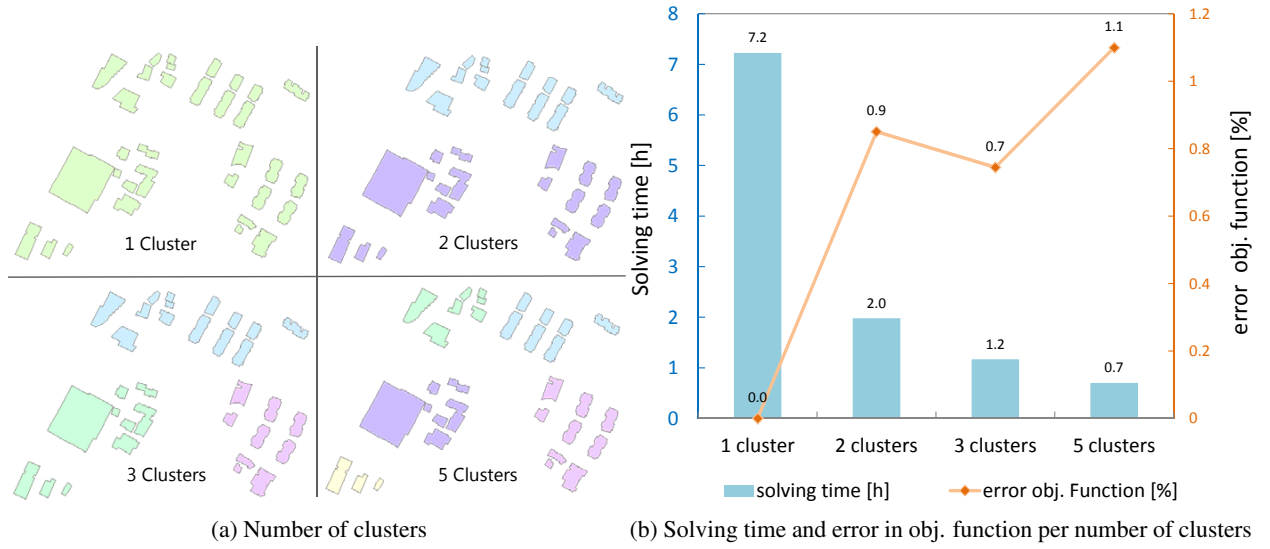 1 Cluster
2 Clusters
3 Clusters
5 Clusters
(a) Number of clusters
Solving time [h]
8
7
6
5
4
3
2
1
0
7.2
2.0
1.2
0.7
0.0
0.9
0.7
1.1
1.2
1
0.8
0.6
0.4
0.2
0
error obj. function [%]
1 cluster
2 clusters
3 clusters
5 clusters
solving time [h]
error obj. Function [%]
(b) Solving time and error in obj. function per number of clusters